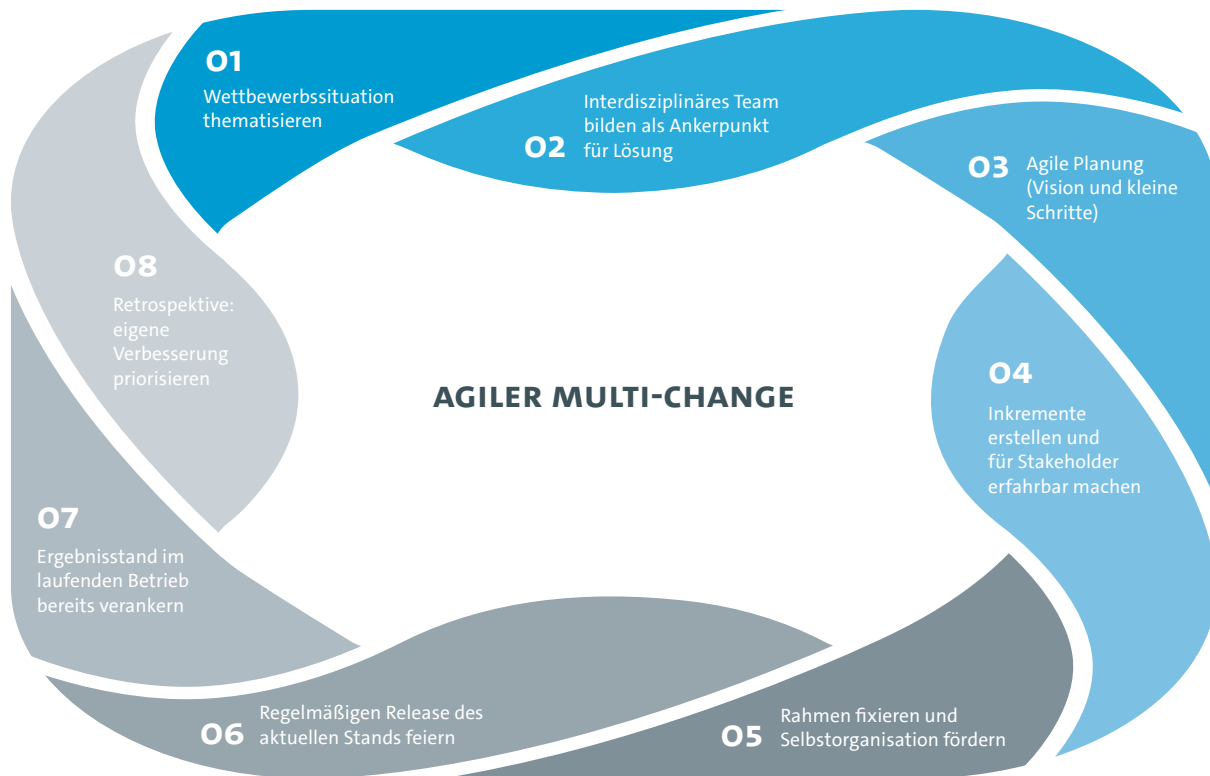 01
Wettbewerbssituation
thematisieren
02
Interdisziplinäres Team
bilden als Ankerpunkt
für Lösung
03
Agile Planung
(Vision und kleine
Schritte)
04
Inkremente
erstellen und
für Stakeholder
erfahrbar machen
05
Rahmen fixieren und
Selbstorganisation fördern
06
Regelmäßigen Release des
aktuellen Stands feiern
07
Ergebnisstand im
laufenden Betrieb
bereits verankern
08
Retrospektive:
eigene
Verbesserung
priorisieren
AGILER MULTI-CHANGE